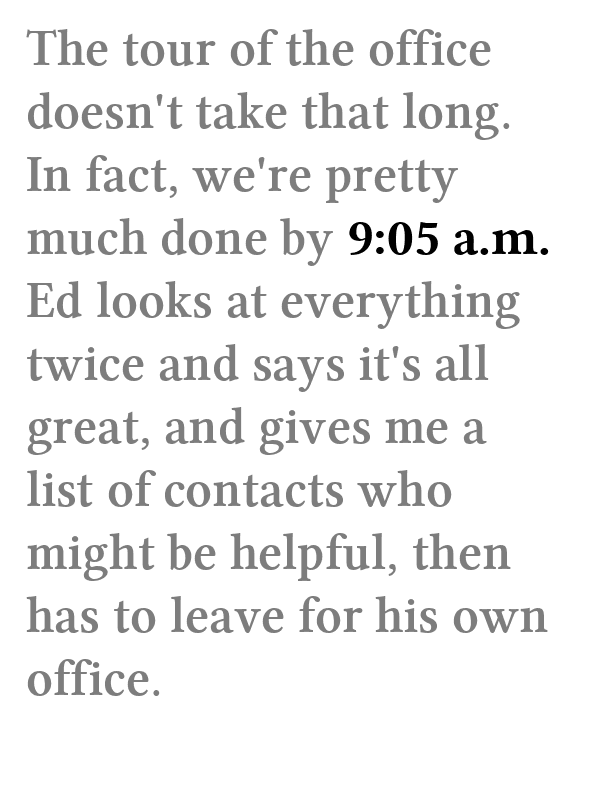 The tour of the office
doesn't take that long.
In fact, we're pretty
much done by 9:05 a.m.
Ed looks at everything
twice and says it's all
great, and gives me a
list of contacts who
might be helpful, then
has to leave for his own
office.